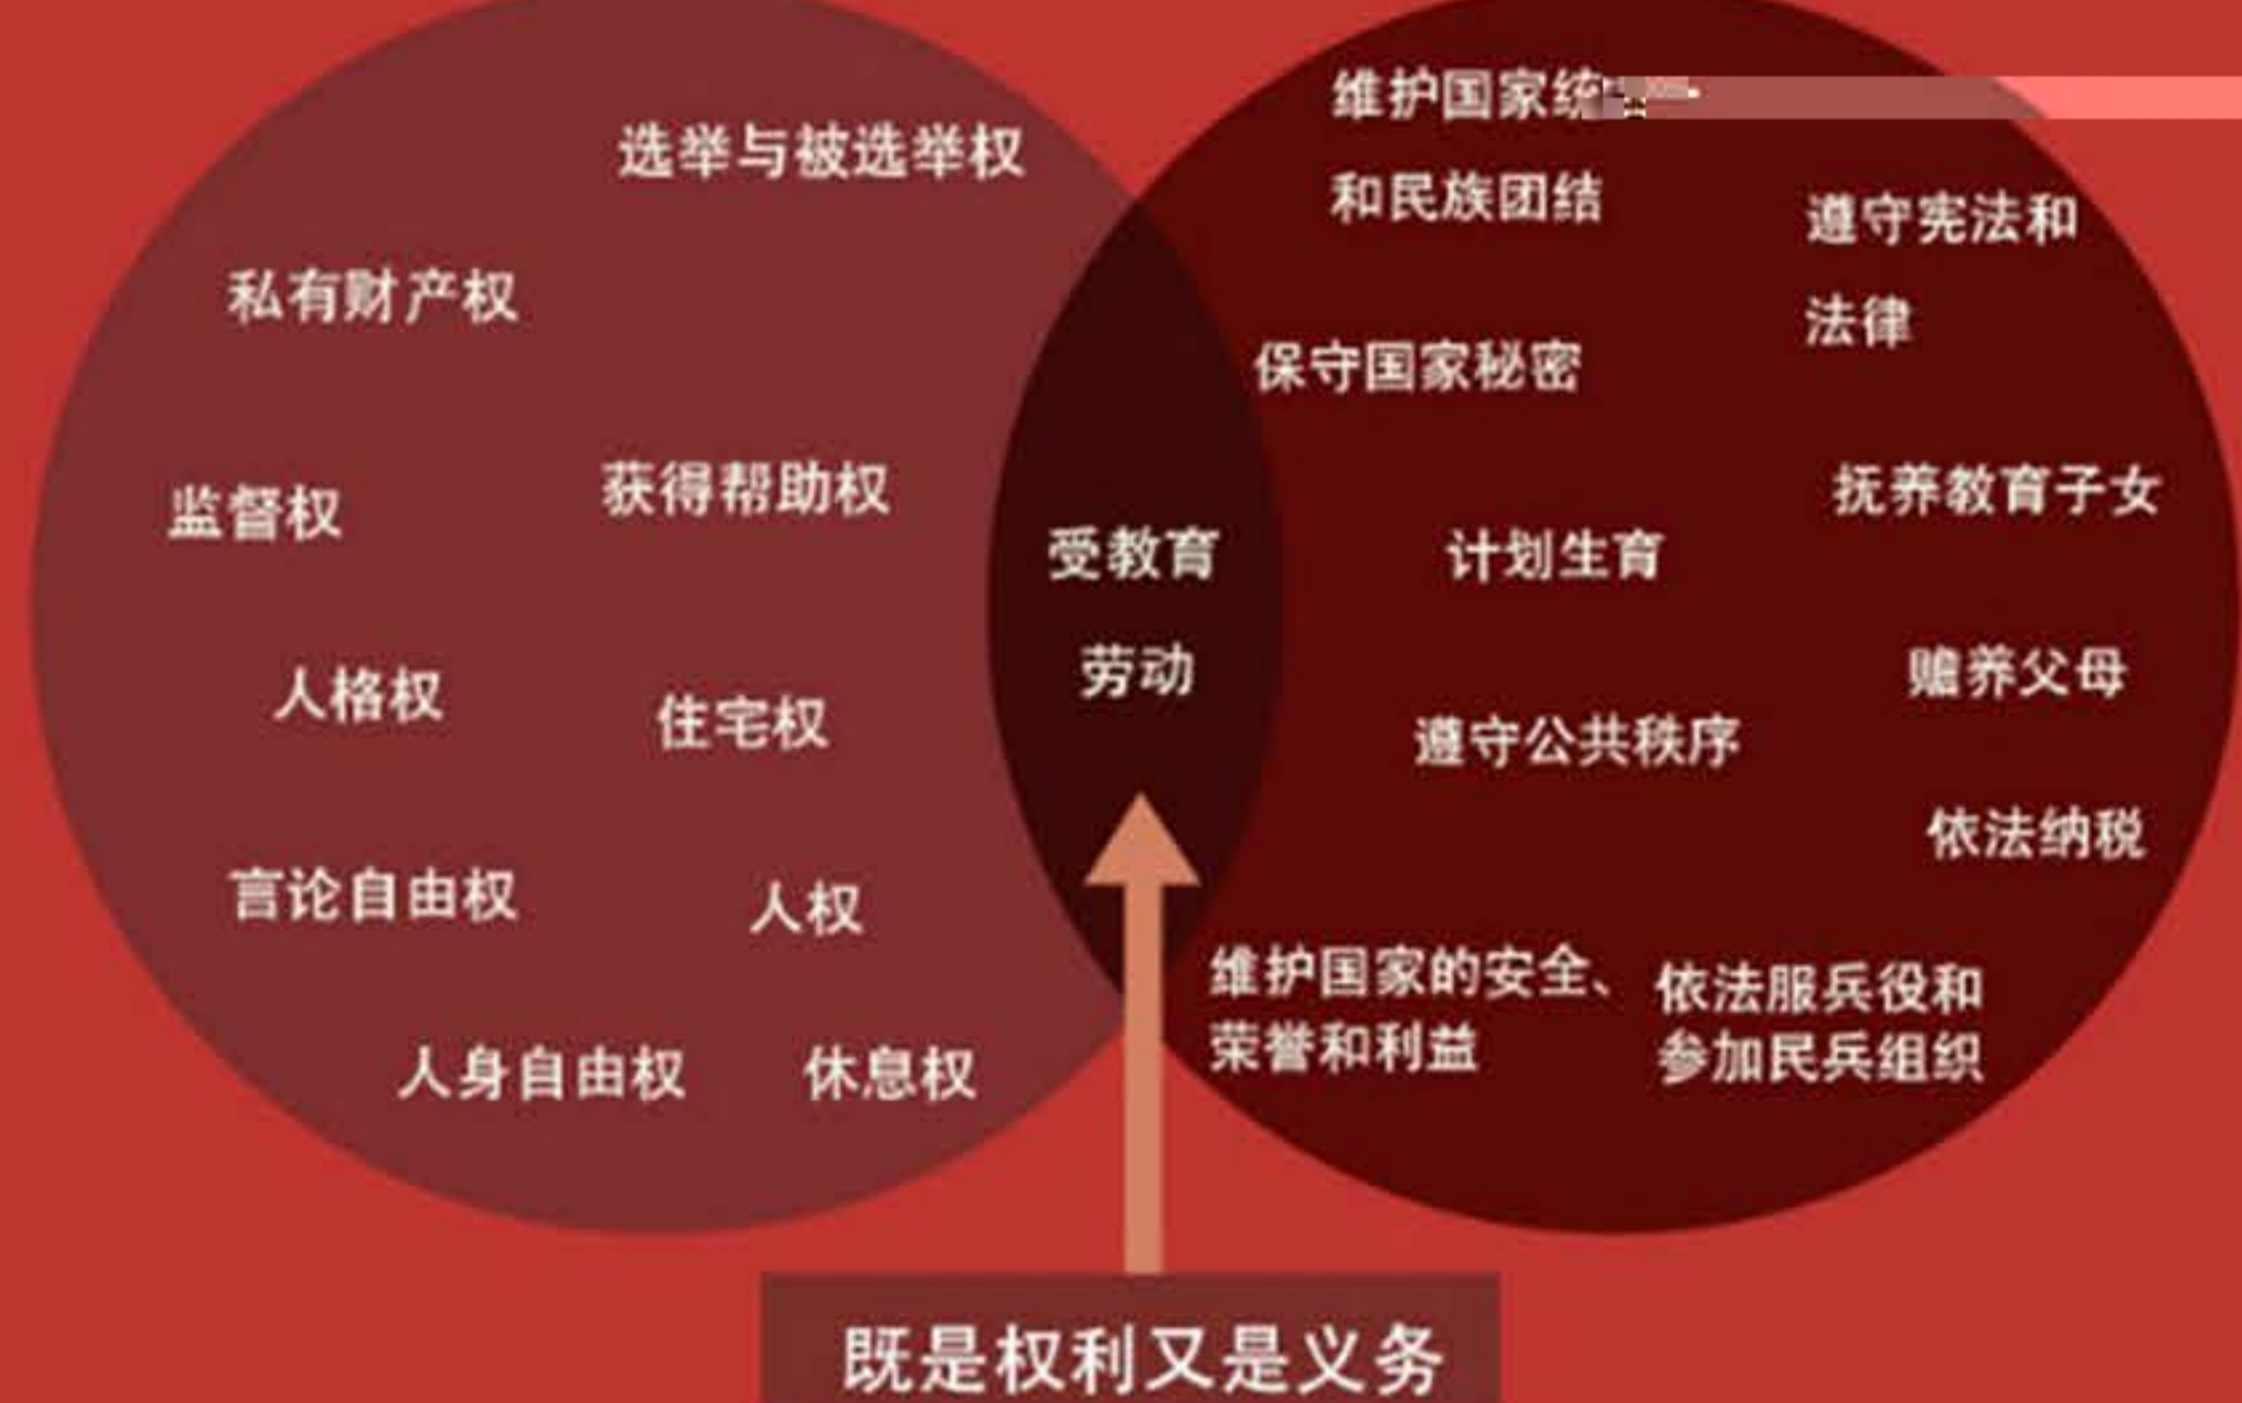 选举与被选举权
私有财产权
监督权
获得帮助权
人格权
住宅权
言论自由权
人权
人身自由权
休息权
受教育
劳动
维护国家统
和民族团结
遵守宪法和
法律
保守国家秘密
抚养教育子女
计划生育
赡养父母
遵守公共秩序
依法纳税
维护国家的安全、
荣誉和利益
依法服兵役和
参加民兵组织
既是权利又是义务